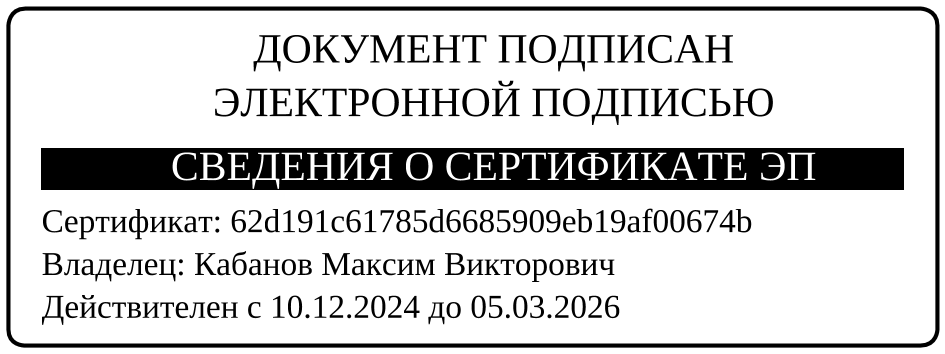 ДОКУМЕНТ ПОДПИСАН
ЭЛЕКТРОННОЙ ПОДПИСЬЮ
СВЕДЕНИЯ О СЕРТИФИКАТЕ ЭП
Сертификат: 62d191c61785d6685909eb19af00674b
Владелец: Кабанов Максим Викторович
Действителен с 10.12.2024 до 05.03.2026